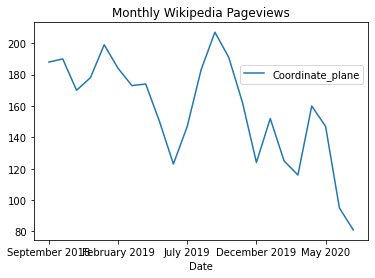 Monthly Wikipedia Pageviews
200
180
160
140
120
100
80
Coordinate_plane
September 2018 February 2019 July 2019 December 2019 May 2020
Date